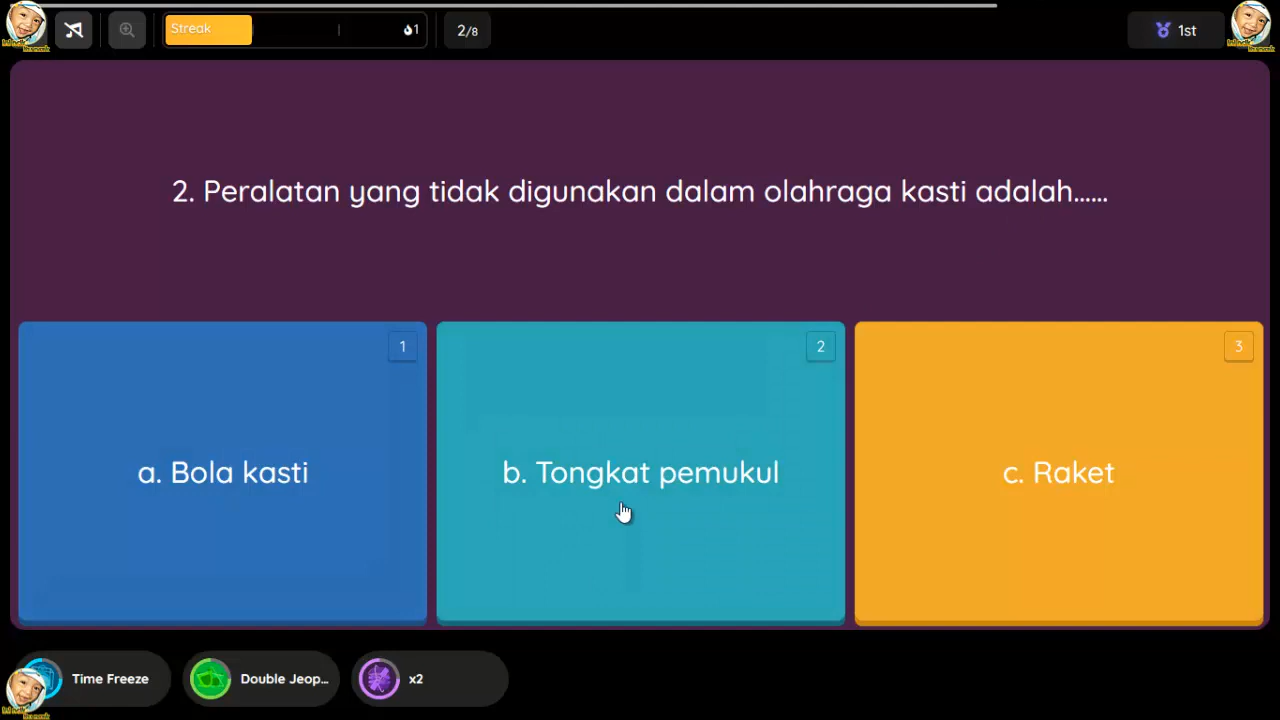 Streak
1
2/8
1st
2. Peralatan yang tidak digunakan dalam olahraga kasti adalah......
1
2
3
a. Bola kasti
b. Tongkat pemukul
c. Raket
Time Freeze
Double Jeop...
x2